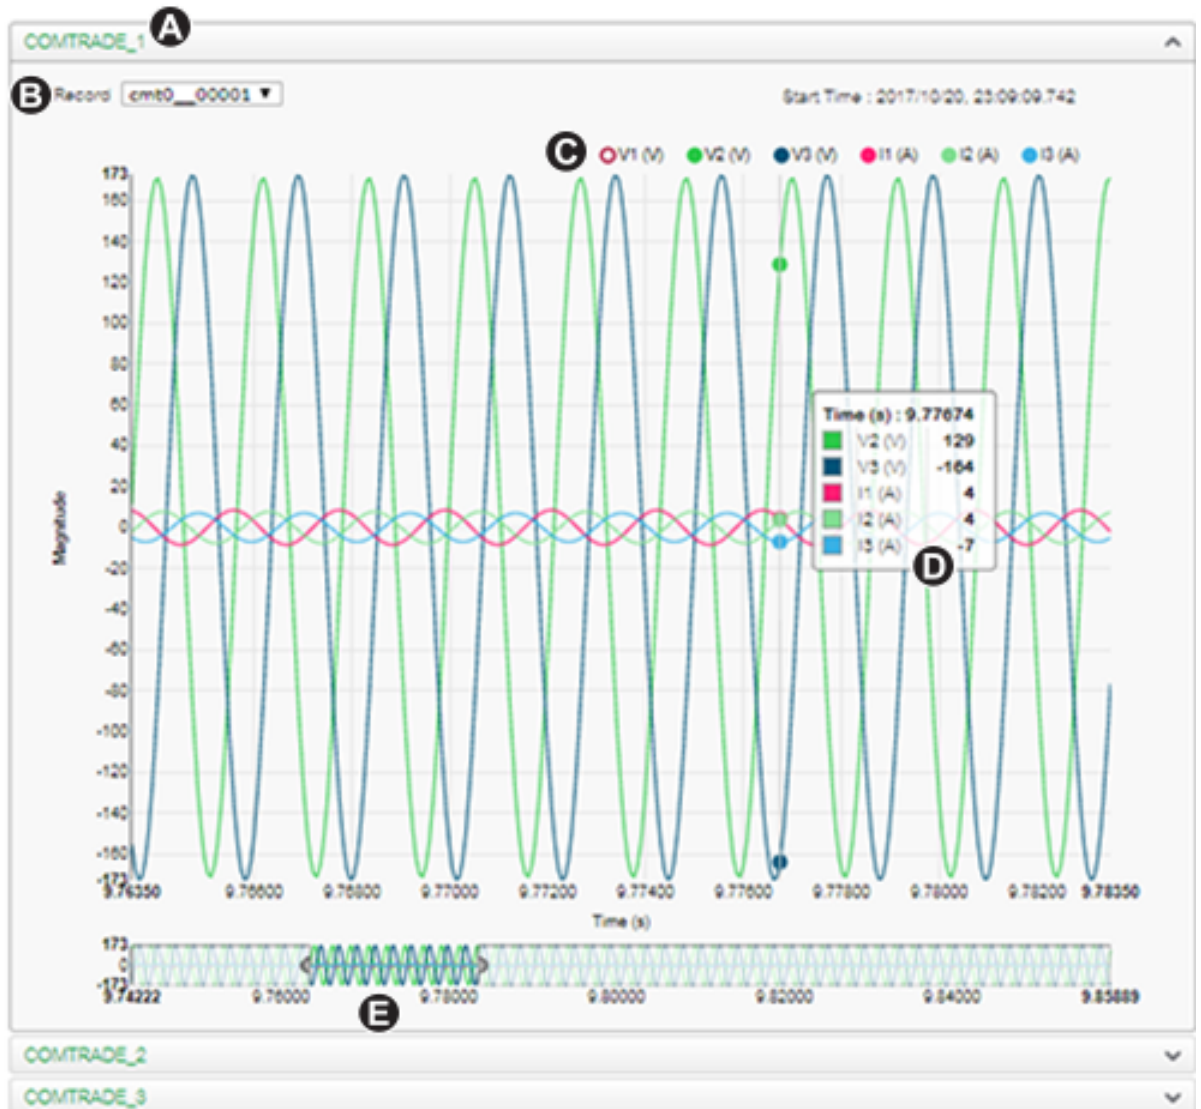 COMTRADE_1 A
B Record cmt0__00001 ▼ Start Time : 2017/10/20, 23:09:09.742
C V1 (V) V2 (V) V3 (V) I1 (A) I2 (A) I3 (A)
173
160
140
120
100
80
60
40
20
0
-20
-40
-60
-80
-100
-120
-140
-160
-173
Magnitude
Time (s) : 9.77674
V2 (V) 129
V3 (V) -164
I1 (A) 4
I2 (A) 4
I3 (A) -7
D
9.76350 9.76600 9.76800 9.77000 9.77200 9.77400 9.77600 9.77800 9.78000 9.78200 9.78350
Time (s)
173
0
-173
9.74222 9.76000 9.78000 9.80000 9.82000 9.84000 9.85889
E
COMTRADE_2
COMTRADE_3